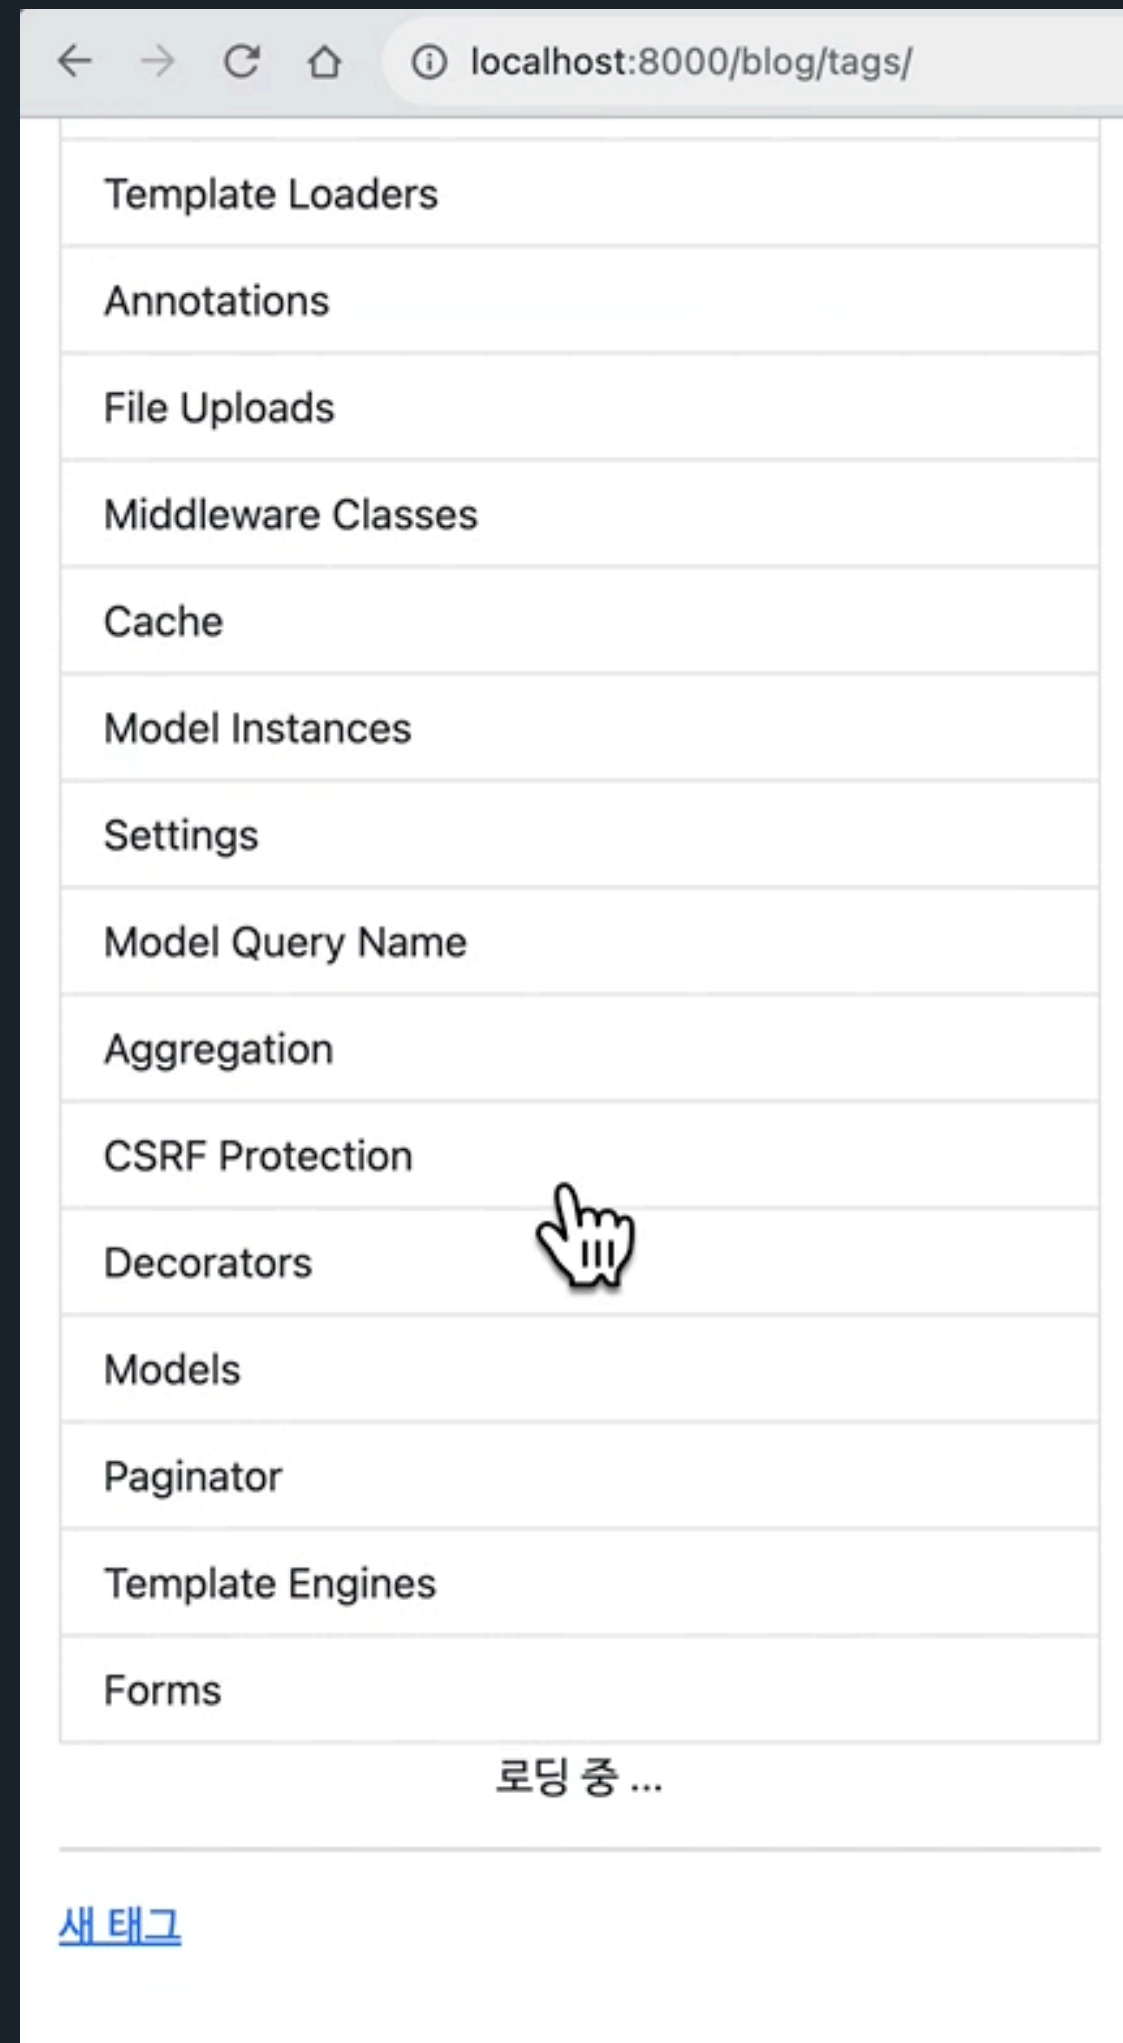 localhost:8000/blog/tags/
Template Loaders
Annotations
File Uploads
Middleware Classes
Cache
Model Instances
Settings
Model Query Name
Aggregation
CSRF Protection
Decorators
Models
Paginator
Template Engines
Forms
로딩 중 ...
새 태그